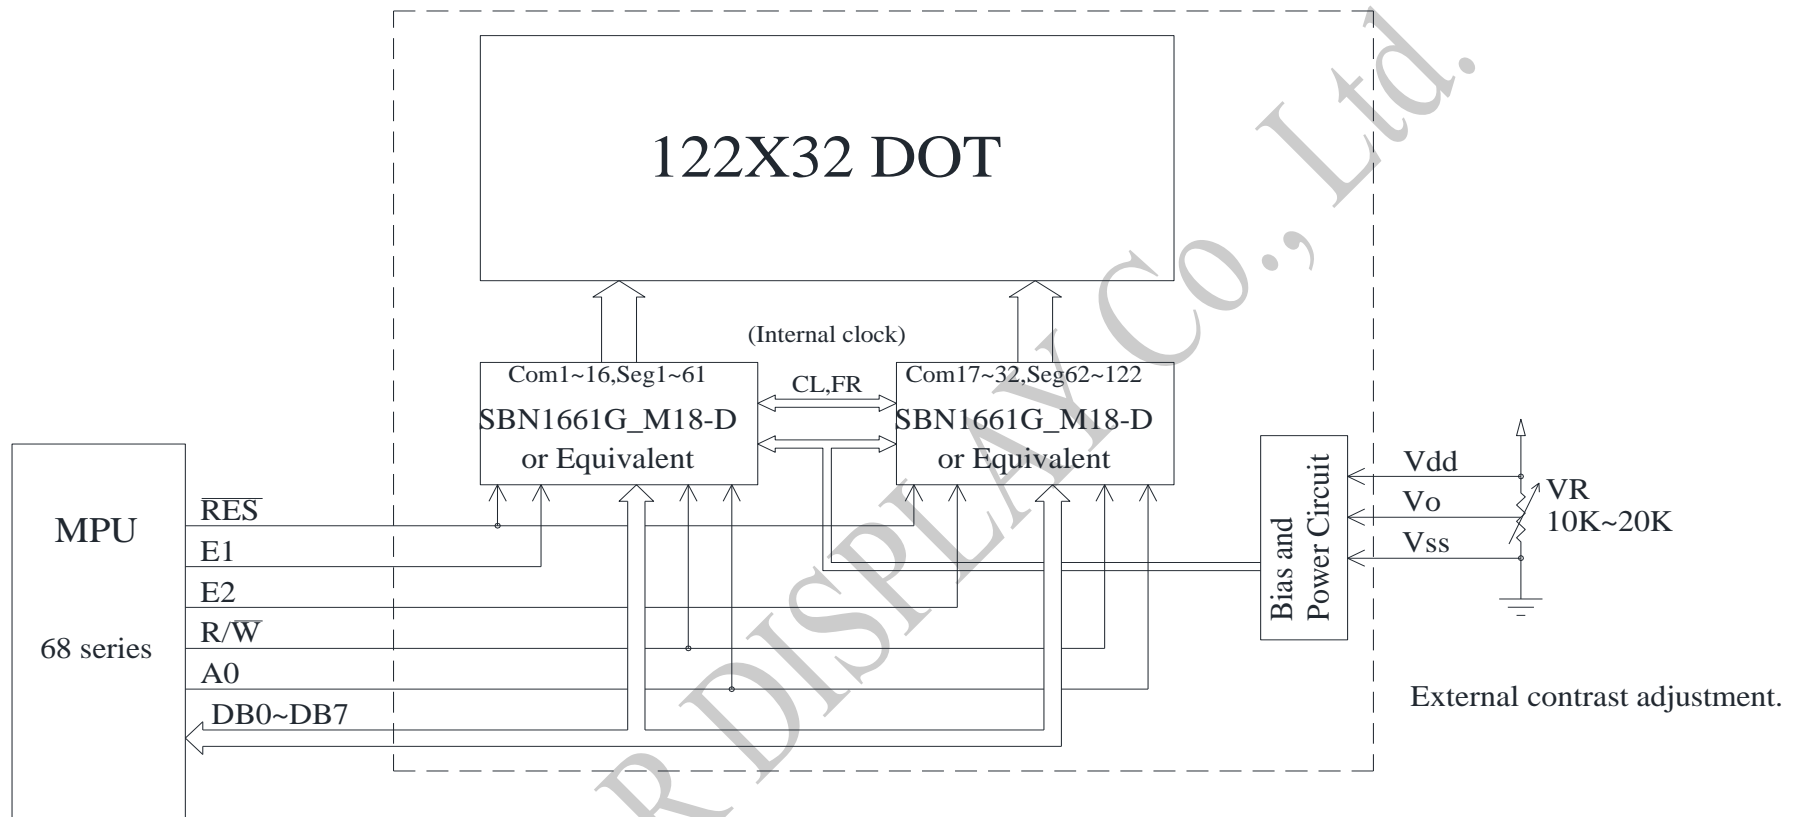 122X32 DOT
(Internal clock)
Com1~16,Seg1~61
SBN1661G_M18-D
or Equivalent
CL,FR
Com17~32,Seg62~122
SBN1661G_M18-D
or Equivalent
MPU
68 series
R̅E̅S̅
E1
E2
R/W̅
A0
DB0~DB7
Bias and
Power Circuit
Vdd
Vo
Vss
VR
10K~20K
External contrast adjustment.
R DISPLAY Co., Ltd.